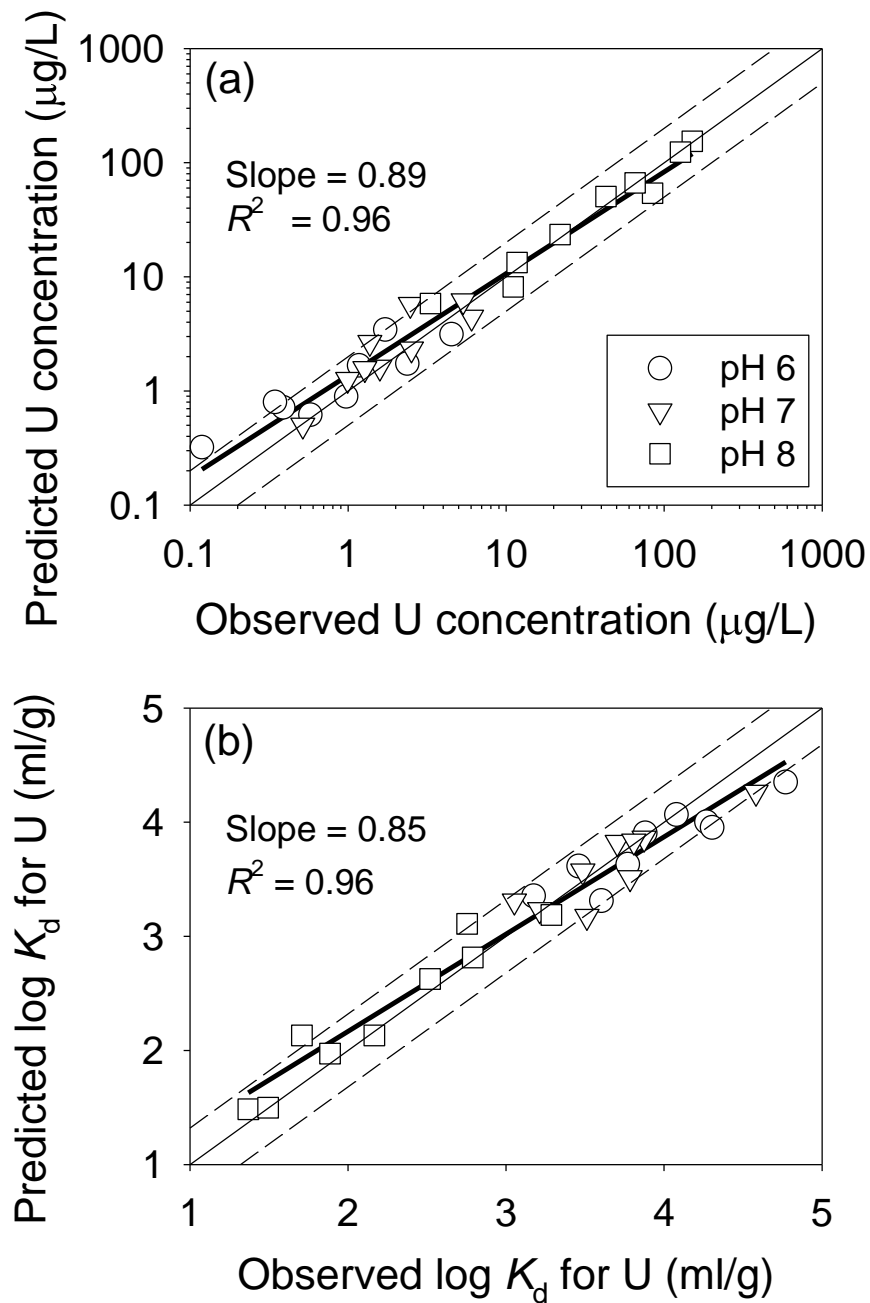 (a)
Slope = 0.89
R² = 0.96
Predicted U concentration (μg/L)
1000
100
10
1
0.1
pH 6
pH 7
pH 8
0.1 1 10 100 1000
Observed U concentration (μg/L)
(b)
Slope = 0.85
R² = 0.96
Predicted log Kd for U (ml/g)
5
4
3
2
1
1 2 3 4 5
Observed log Kd for U (ml/g)